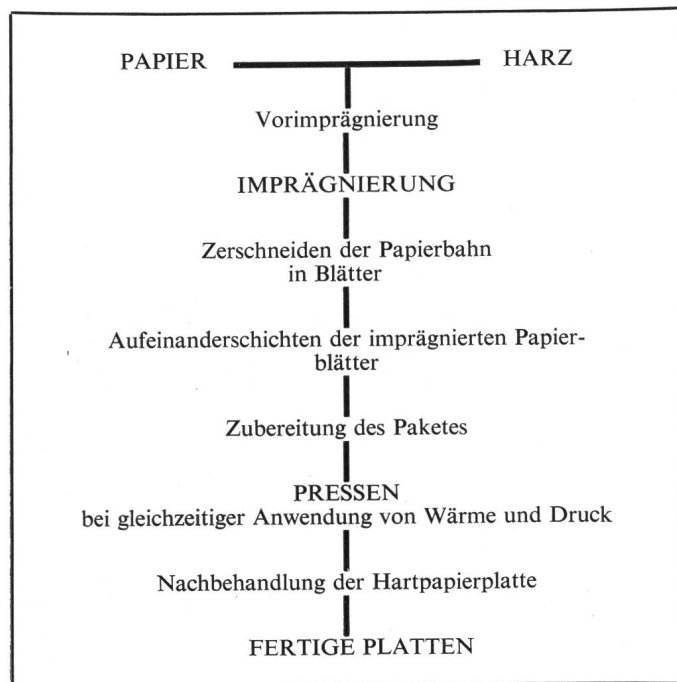 PAPIER HARZ
Vorimprägnierung
IMPRÄGNIERUNG
Zerschneiden der Papierbahn
in Blätter
Aufeinanderschichten der imprägnierten Papier-
blätter
Zubereitung des Paketes
PRESSEN
bei gleichzeitiger Anwendung von Wärme und Druck
Nachbehandlung der Hartpapierplatte
FERTIGE PLATTEN